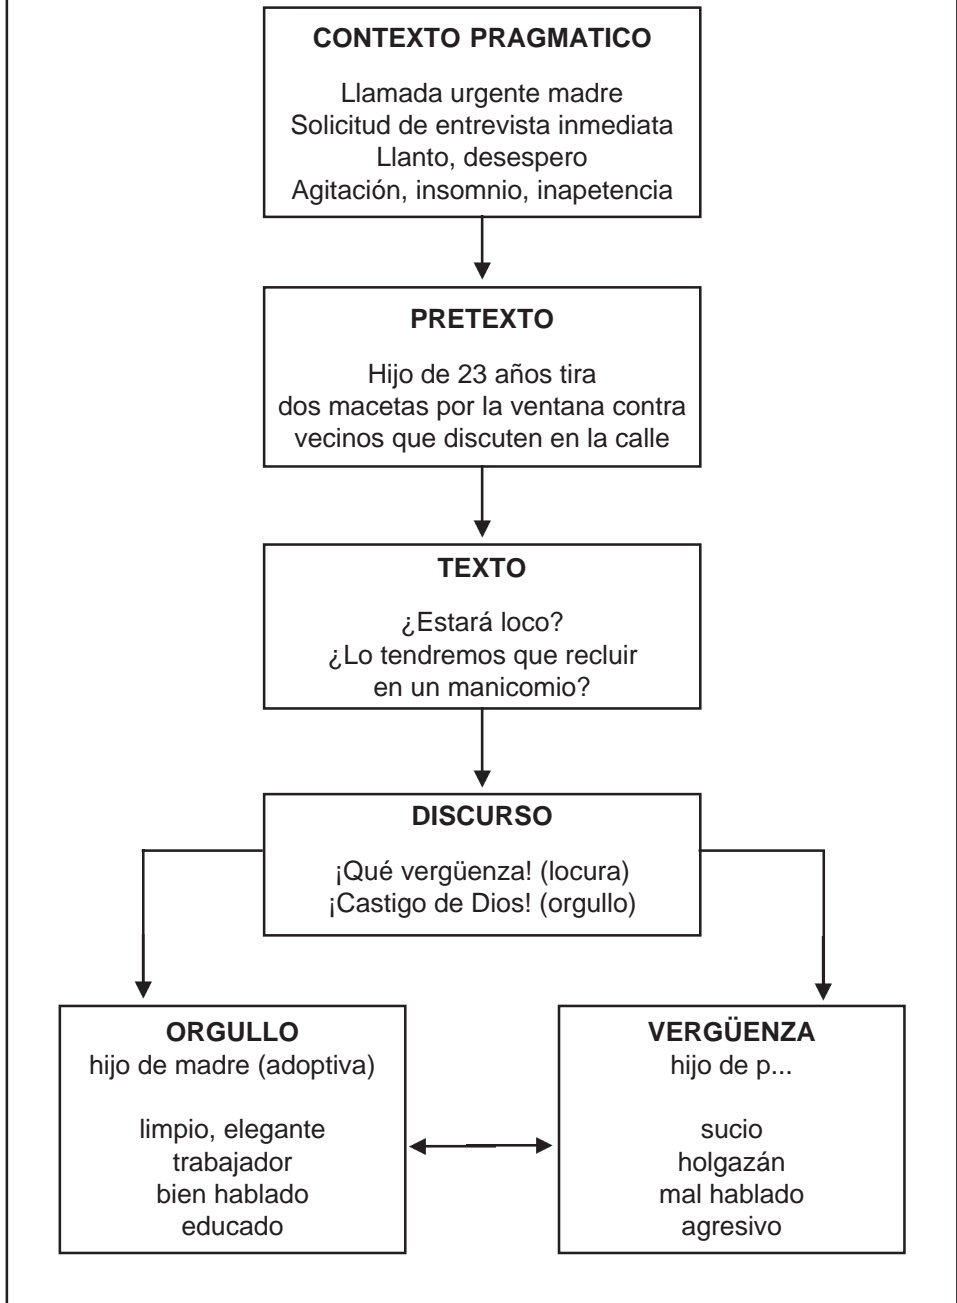 CONTEXTO PRAGMATICO
Llamada urgente madre
Solicitud de entrevista inmediata
Llanto, desespero
Agitación, insomnio, inapetencia
PRETEXTO
Hijo de 23 años tira
dos macetas por la ventana contra
vecinos que discuten en la calle
TEXTO
¿Estará loco?
¿Lo tendremos que recluir
en un manicomio?
DISCURSO
¡Qué vergüenza! (locura)
¡Castigo de Dios! (orgullo)
ORGULLO
hijo de madre (adoptiva)
limpio, elegante
trabajador
bien hablado
educado
VERGÜENZA
hijo de p...
sucio
holgazán
mal hablado
agresivo